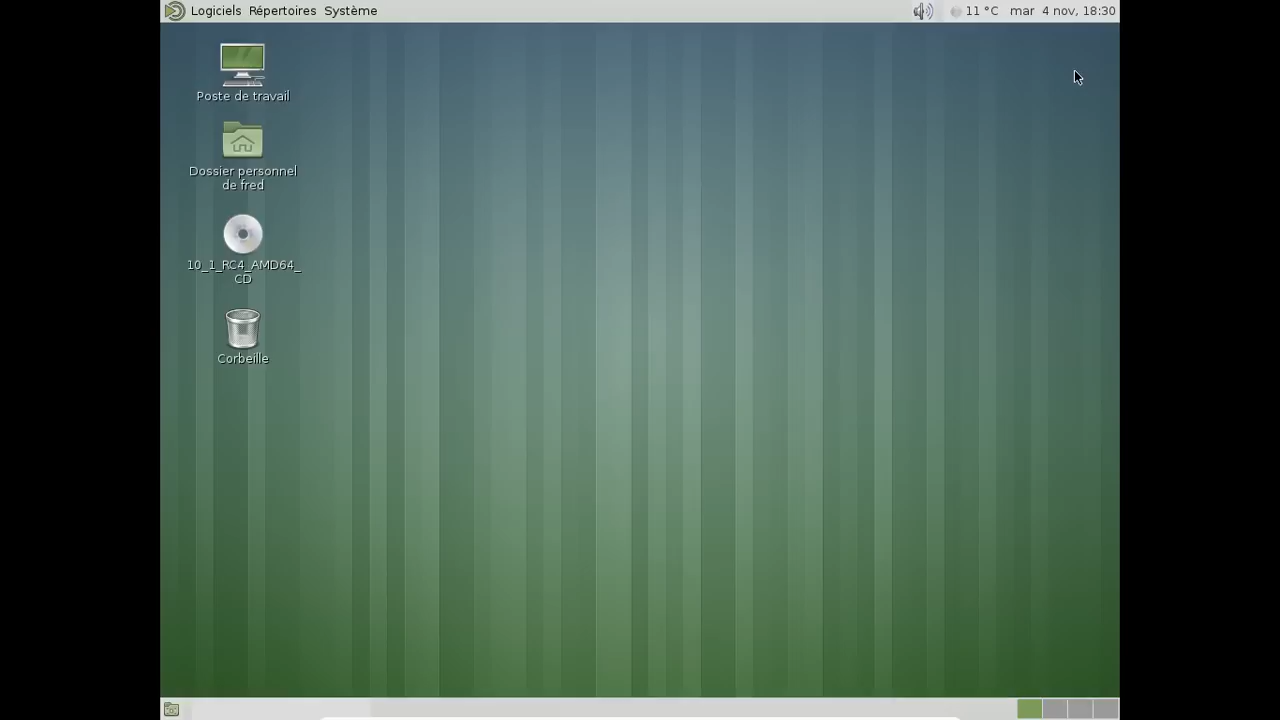 Logiciels Répertoires Système 11 °C mar 4 nov, 18:30
Poste de travail
Dossier personnel
de fred
10_1_RC4_AMD64_
CD
Corbeille